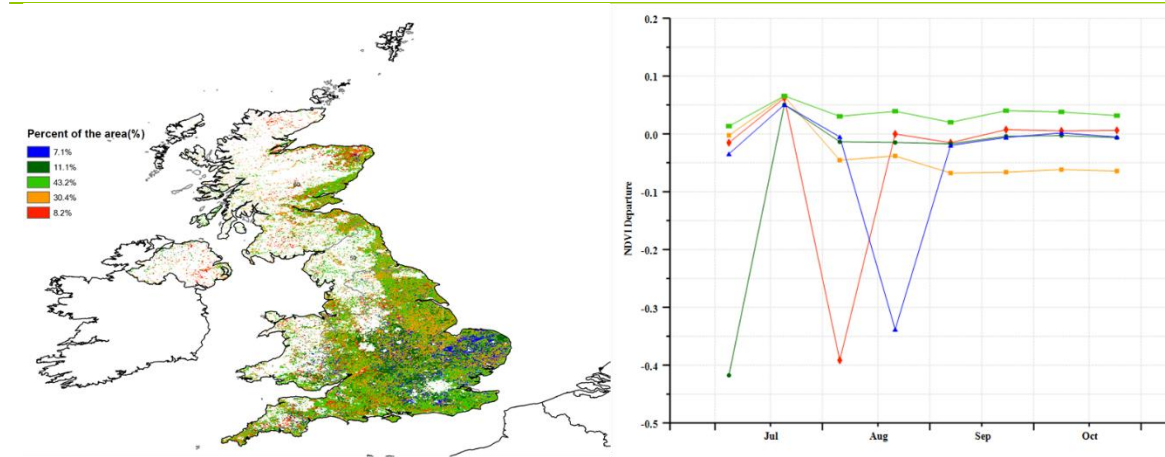 Percent of the area(%)
7.1%
11.1%
43.2%
30.4%
8.2%
NDVI Departure
0.2
0.1
0.0
-0.1
-0.2
-0.3
-0.4
-0.5
Jul
Aug
Sep
Oct